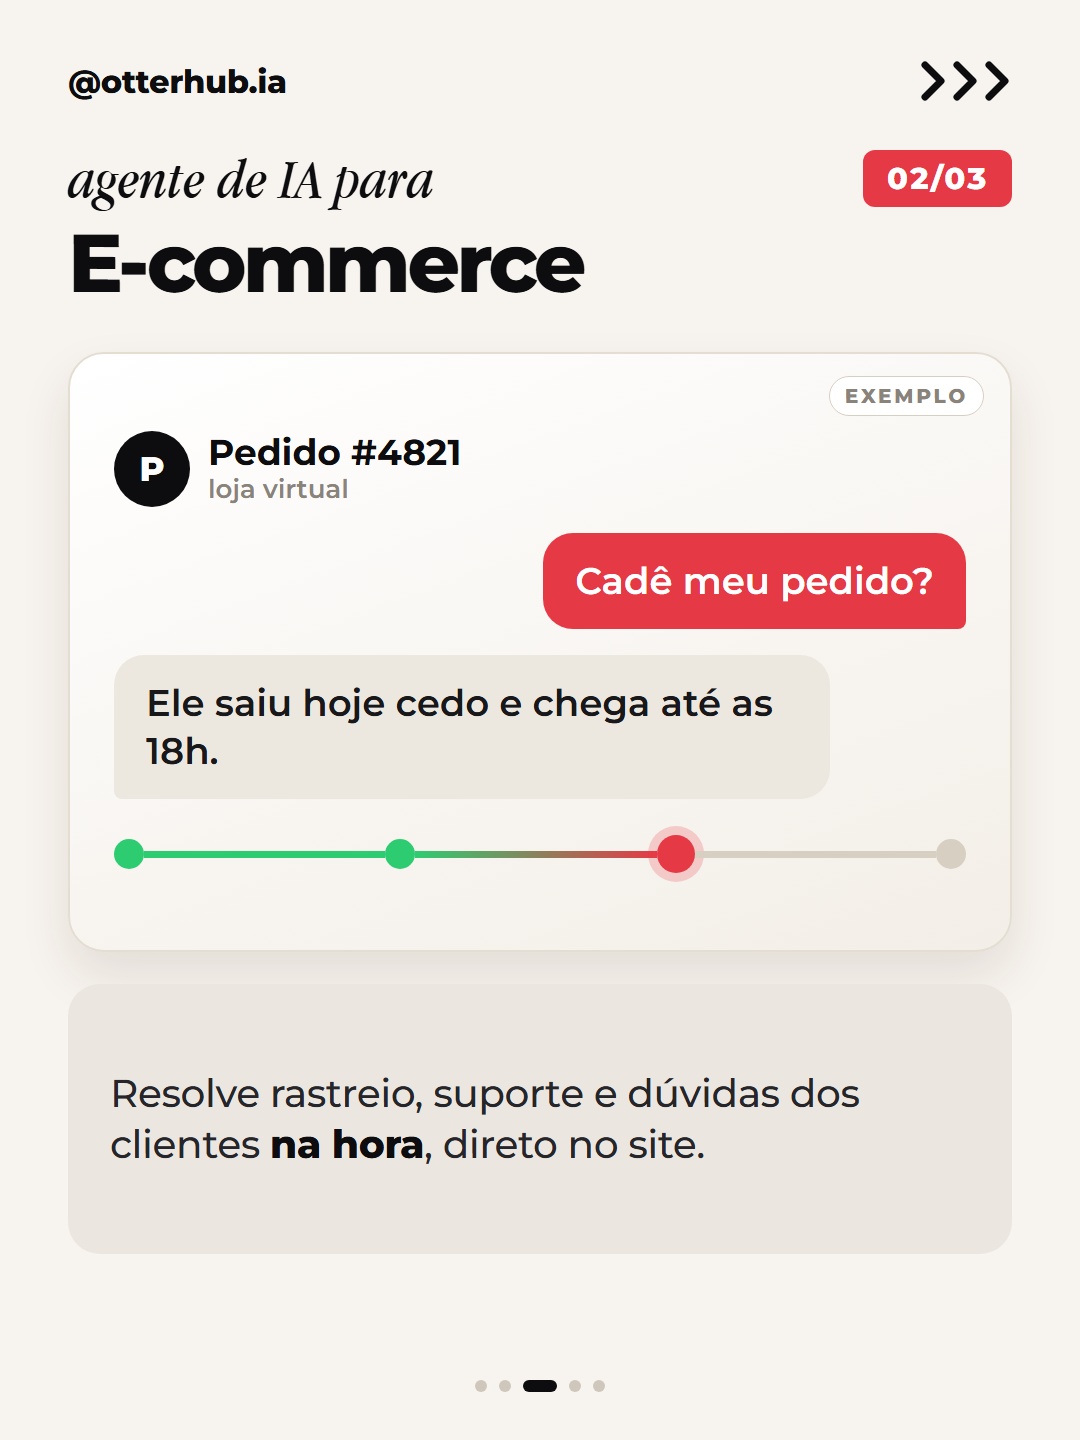 @otterhub.ia
agente de IA para
02/03
E-commerce
EXEMPLO
P
Pedido #4821
loja virtual
Cadê meu pedido?
Ele saiu hoje cedo e chega até as
18h.
Resolve rastreio, suporte e dúvidas dos
clientes na hora, direto no site.